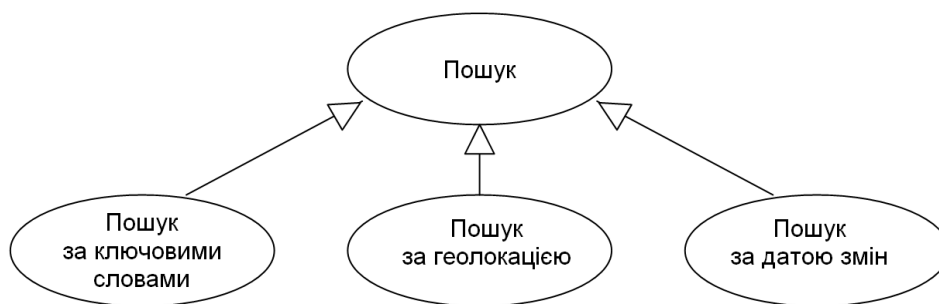 Пошук
Пошук
за ключовими
словами
Пошук
за геолокацією
Пошук
за датою змін